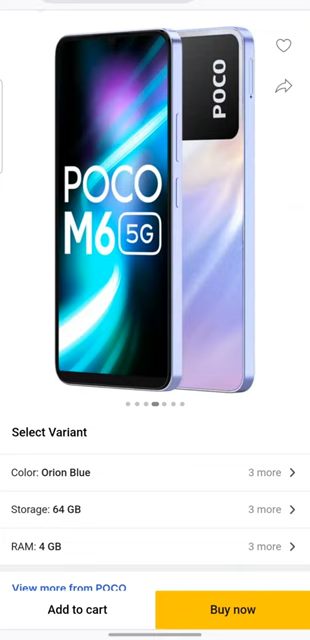 POCO
POCO
M6 5G
Select Variant
Color: Orion Blue 3 more
Storage: 64 GB 3 more
RAM: 4 GB 3 more
View more from POCO
Add to cart Buy now